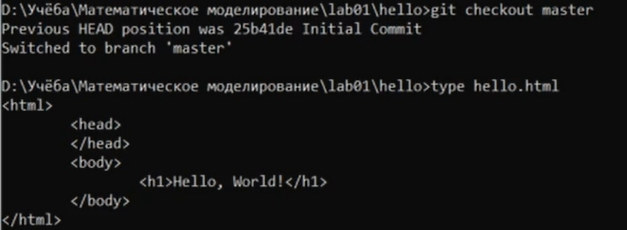 D:\Учёба\Математическое моделирование\lab01\hello>git checkout master
Previous HEAD position was 25b41de Initial Commit
Switched to branch 'master'
D:\Учёба\Математическое моделирование\lab01\hello>type hello.html
<html>
<head>
</head>
<body>
<h1>Hello, World!</h1>
</body>
</html>